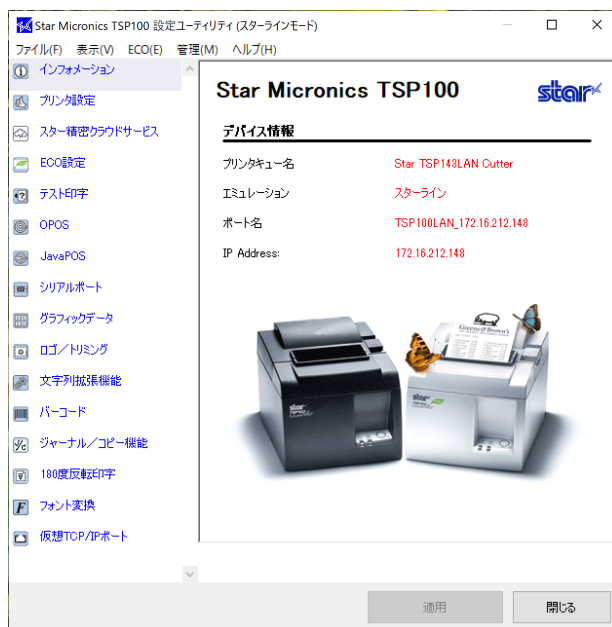 Star Micronics TSP100 設定ユーティリティ (スターラインモード)
ファイル(F) 表示(V) ECO(E) 管理(M) ヘルプ(H)
インフォメーション
プリンタ設定
スター精密クラウドサービス
ECO設定
テスト印字
OPOS
JavaPOS
シリアルポート
グラフィックデータ
ロゴ／トリミング
文字列拡張機能
バーコード
ジャーナル／コピー機能
180度反転印字
フォント変換
仮想TCP/IPポート
Star Micronics TSP100
star
デバイス情報
プリンタキュー名 Star TSP143LAN Cutter
エミュレーション スターライン
ポート名 TSP100LAN_172.16.212.148
IP Address: 172.16.212.148
Greene & Brown's
star
star
適用
閉じる